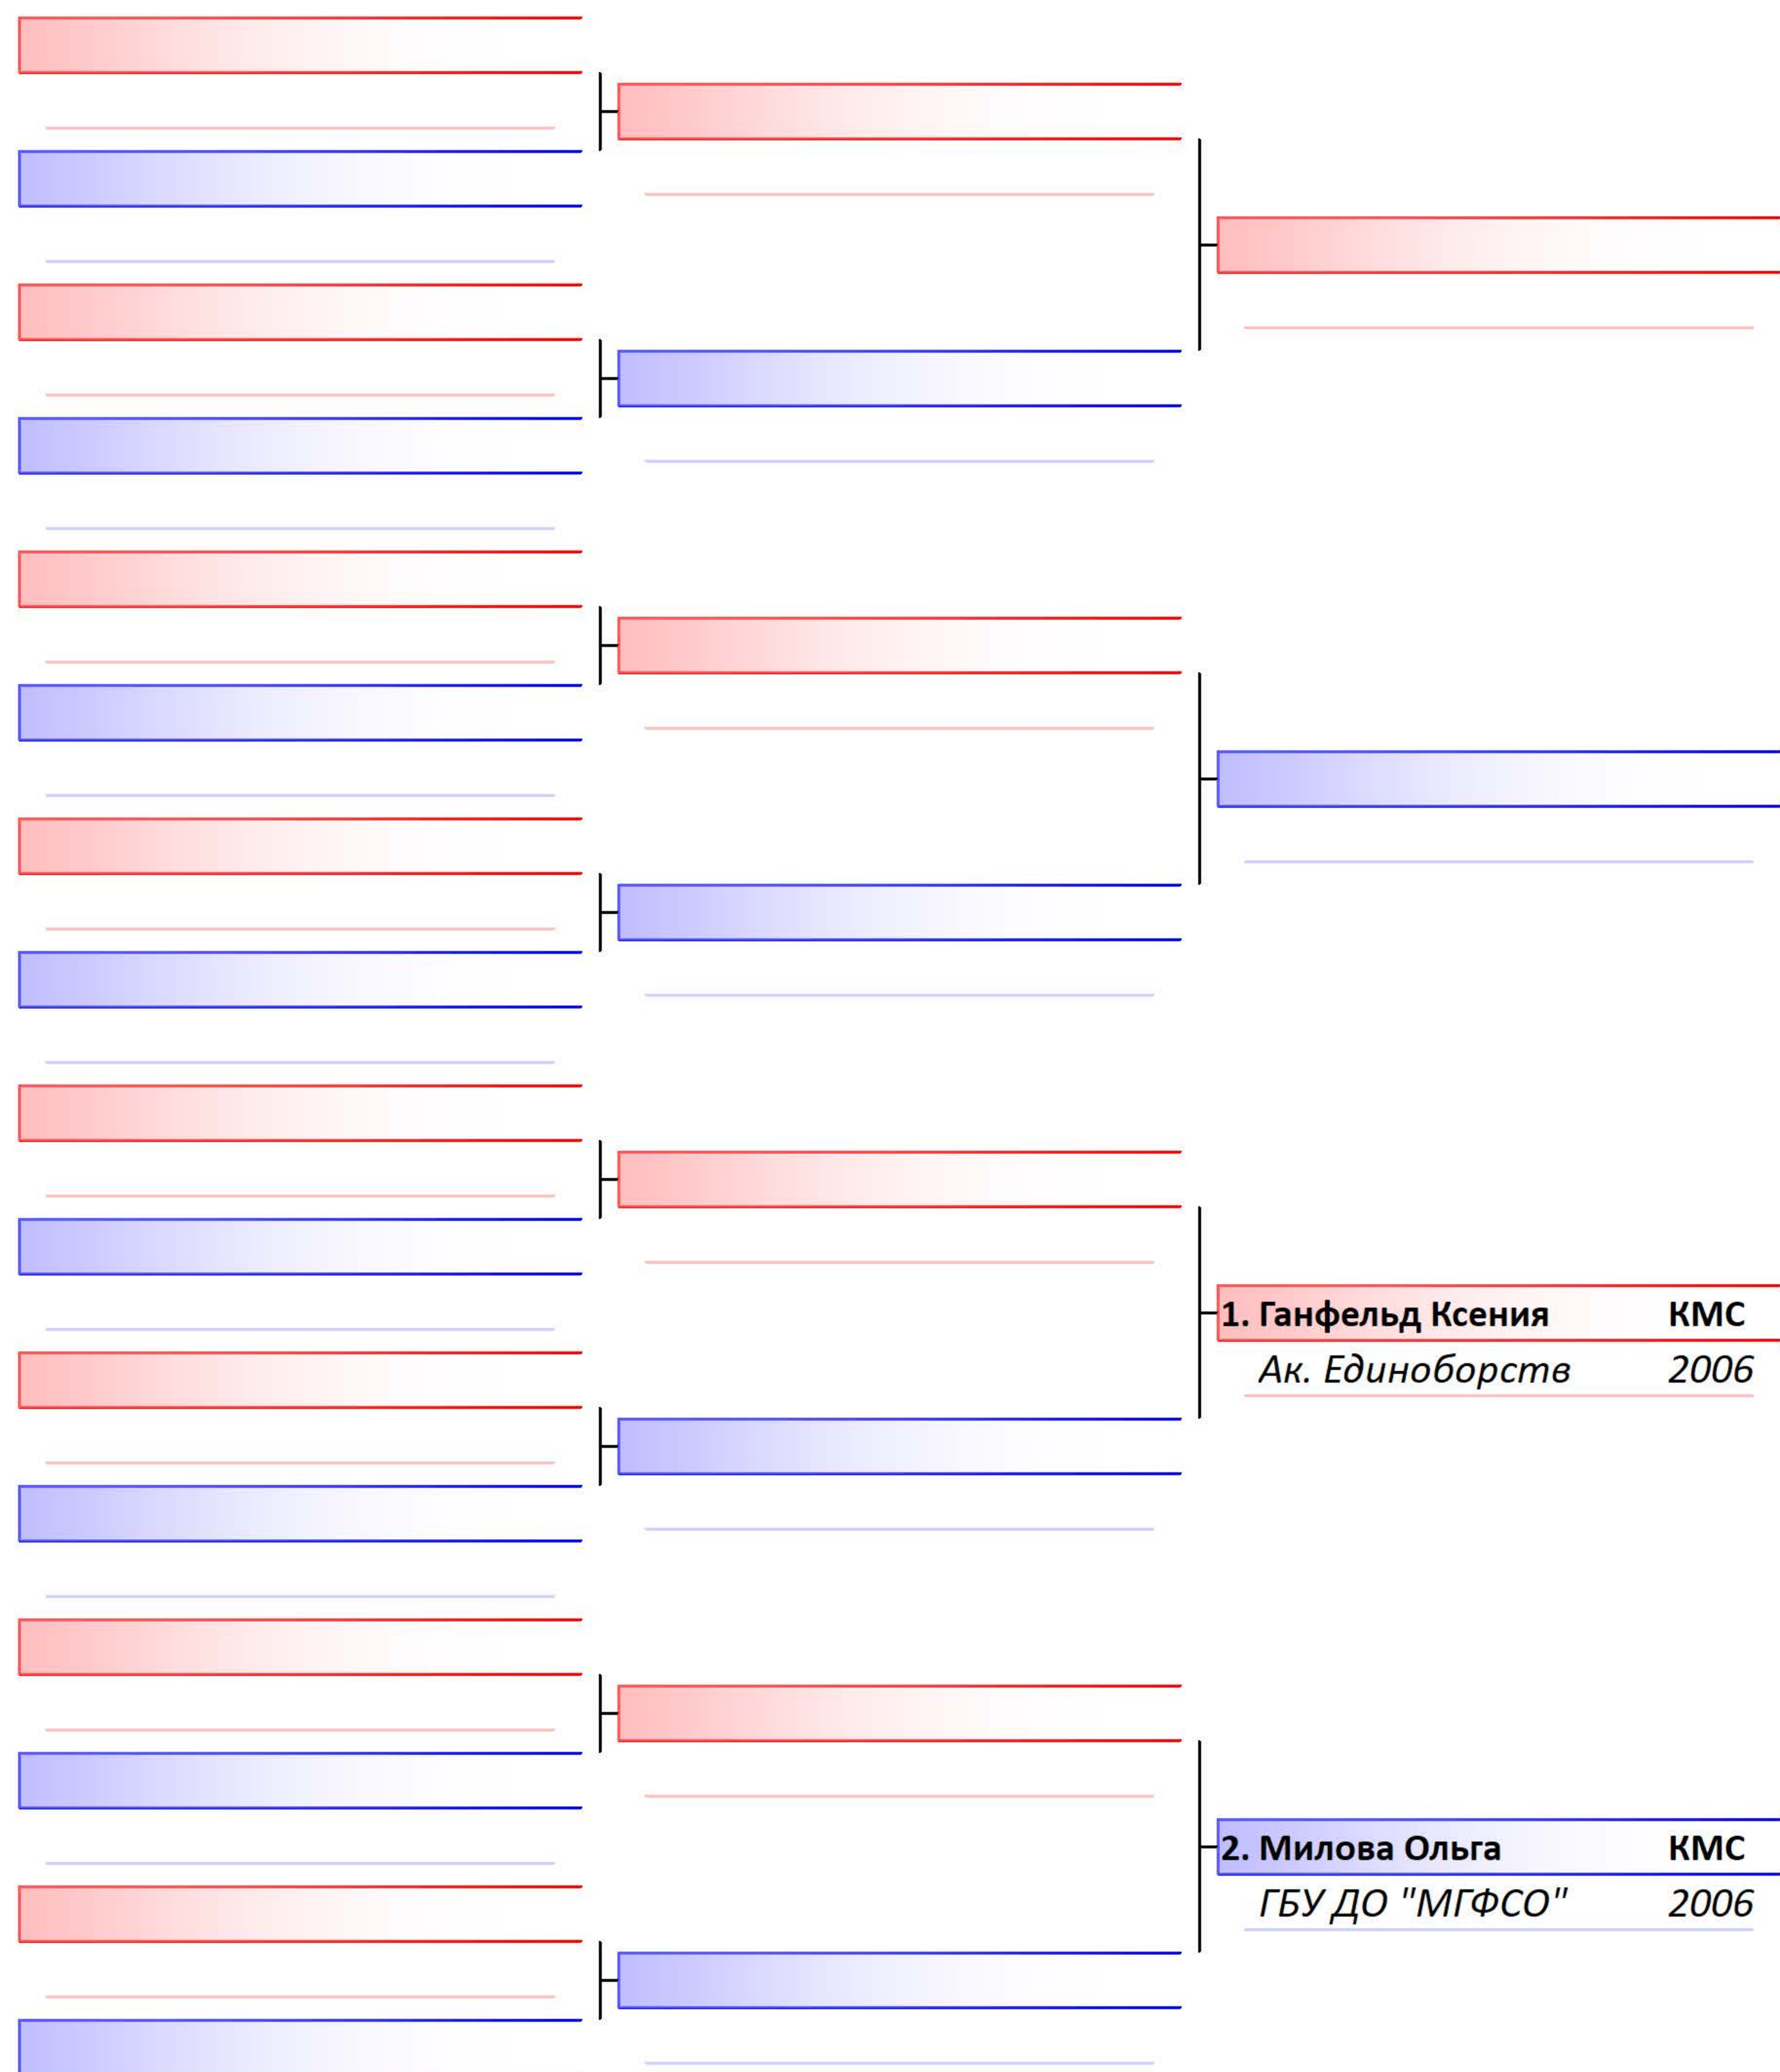 1. Ганфельд Ксения КМС
Ак. Единоборств 2006
2. Милова Ольга КМС
ГБУ ДО "МГФСО" 2006